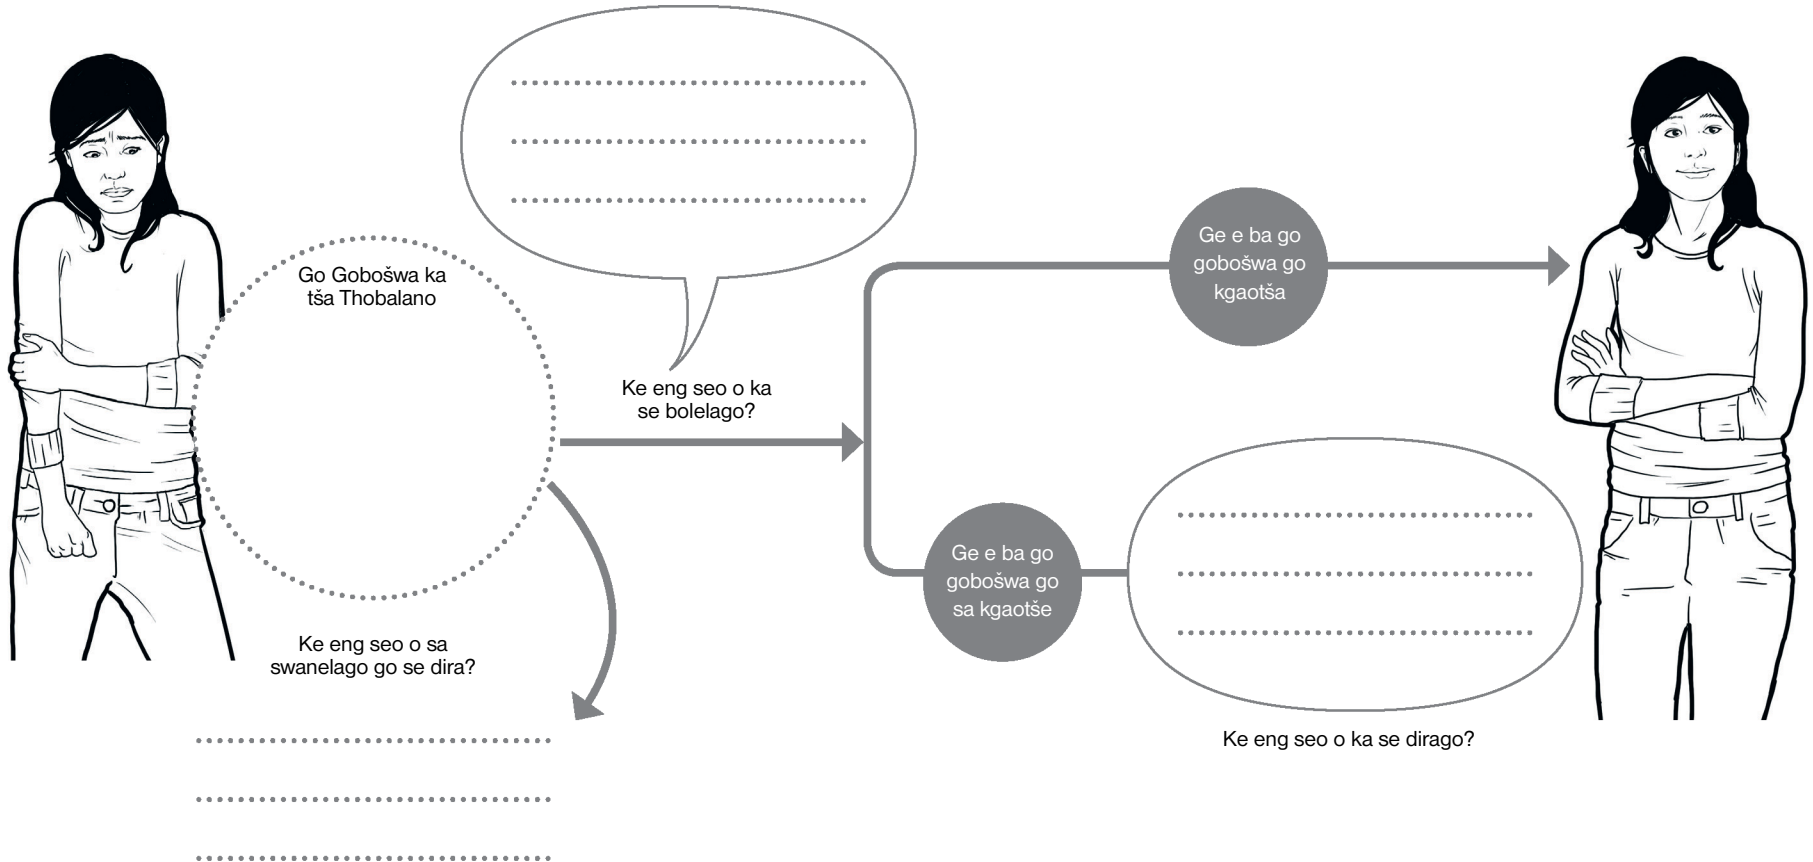 Go Gobošwa ka
tša Thobalano
Ke eng seo o ka
se bolelago?
Ge e ba go
gobošwa go
kgaotša
Ge e ba go
gobošwa go
sa kgaotše
Ke eng seo o sa
swanelago go se dira?
Ke eng seo o ka se dirago?